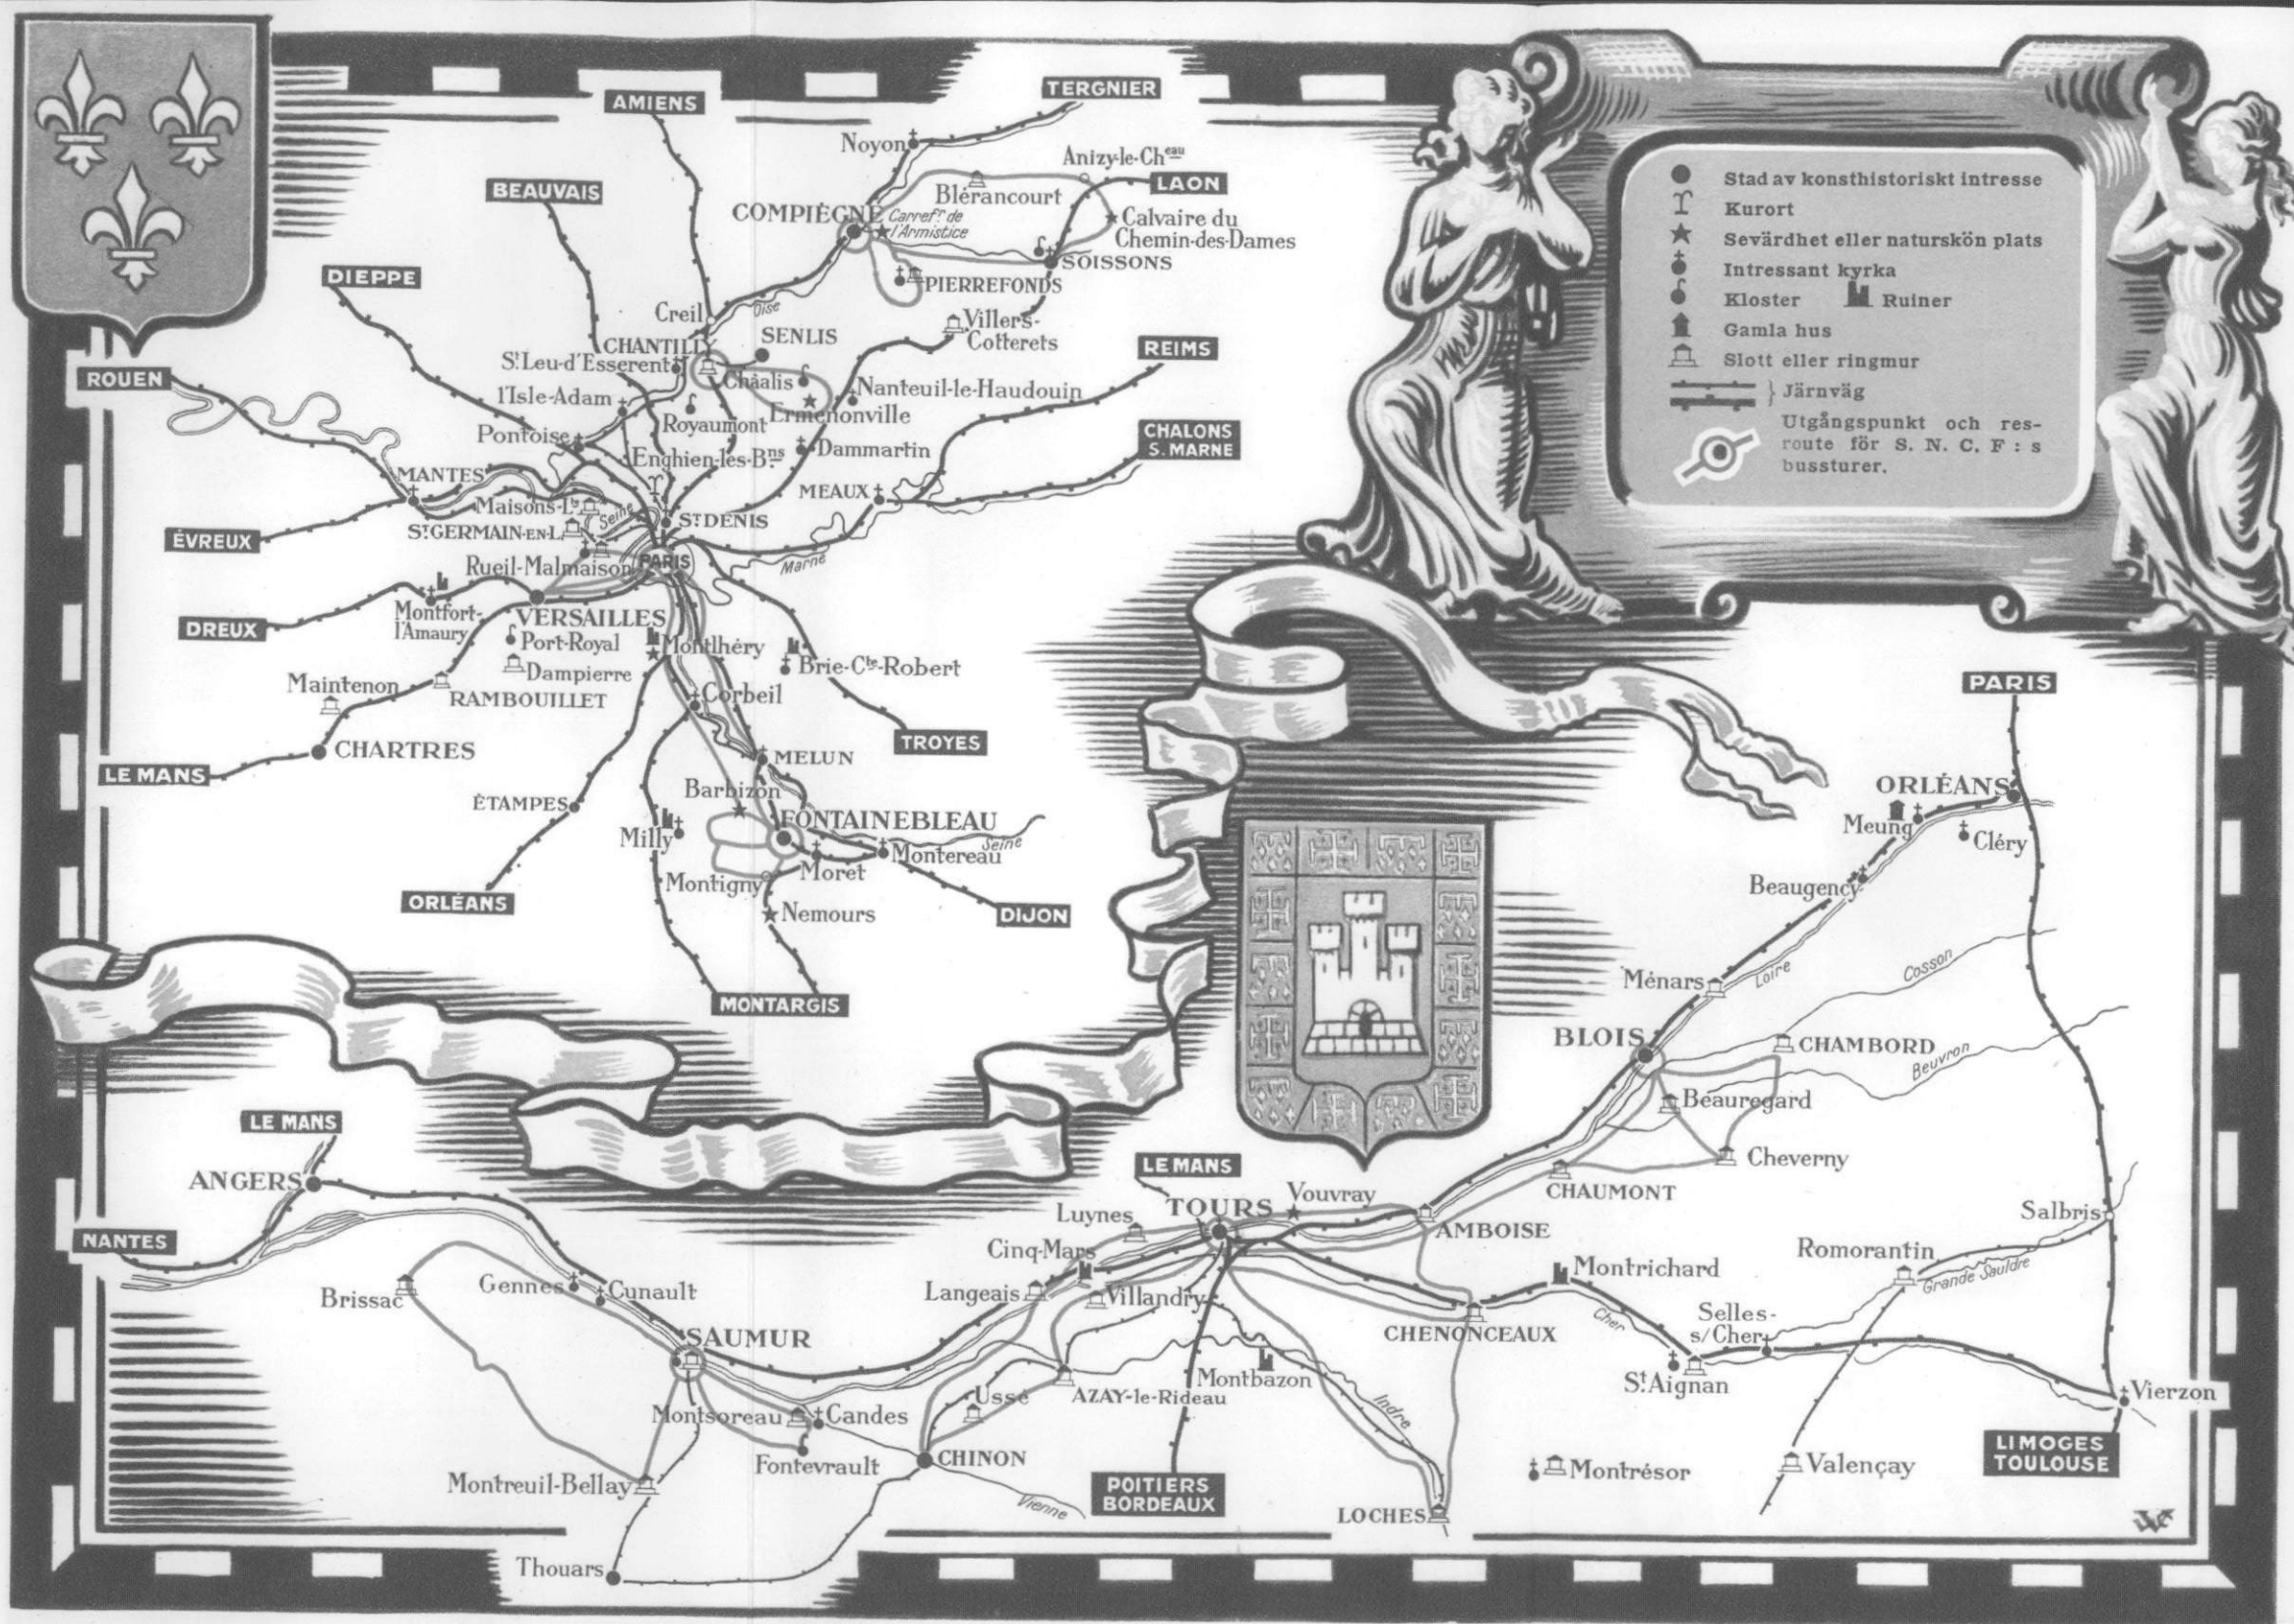 AMIENS
TERGNIER
Noyon
Anizy-le-Ch^eau
BEAUVAIS
Blérancourt
LAON
COMPIÈGNE
Carref^r de
l'Armistice
Calvaire du
Chemin-des-Dames
SOISSONS
DIEPPE
PIERREFONDS
Creil
Oise
SENLIS
Villers-
Cotterets
CHANTILLY
REIMS
S^t Leu-d'Esserent
ROUEN
Châalis
Nanteuil-le-Haudouin
l'Isle-Adam
Ermenonville
Royaumont
CHALONS
S. MARNE
Pontoise
Enghien-les-B^ns
Dammartin
MANTES
MEAUX
Maisons-L^te
Seine
S^T DENIS
S^T GERMAIN-EN-L.
ÉVREUX
Rueil-Malmaison
PARIS
Marne
Montfort-
l'Amaury
VERSAILLES
DREUX
Port-Royal
Montlhéry
Brie-C^te-Robert
Dampierre
Maintenon
RAMBOUILLET
Corbeil
CHARTRES
TROYES
LE MANS
MELUN
Barbizon
ÉTAMPES
FONTAINEBLEAU
Milly
Seine
Montereau
Moret
Montigny
ORLÉANS
Nemours
DIJON
MONTARGIS
Stad av konsthistoriskt intresse
Kurort
Sevärdhet eller naturskön plats
Intressant kyrka
Kloster Ruiner
Gamla hus
Slott eller ringmur
Järnväg
Utgångspunkt och res-
route för S. N. C. F : s
bussturer.
PARIS
ORLÉANS
Meung
Cléry
Beaugency
Ménars
Loire
Cosson
BLOIS
CHAMBORD
Beuvron
Beauregard
Cheverny
CHAUMONT
LE MANS
ANGERS
NANTES
LE MANS
TOURS
Vouvray
Luynes
AMBOISE
Salbris
Cinq-Mars
Romorantin
Grande Sauldre
Montrichard
Brissac
Gennes
Cunault
Langeais
Villandry
Cher
Selles-
s/Cher
SAUMUR
CHENONCEAUX
S^t Aignan
Montbazon
Ussé
AZAY-le-Rideau
Indre
Vierzon
Montsoreau
Candes
CHINON
Fontevrault
Montreuil-Bellay
Vienne
POITIERS
BORDEAUX
LOCHES
Montrésor
Valençay
LIMOGES
TOULOUSE
Thouars